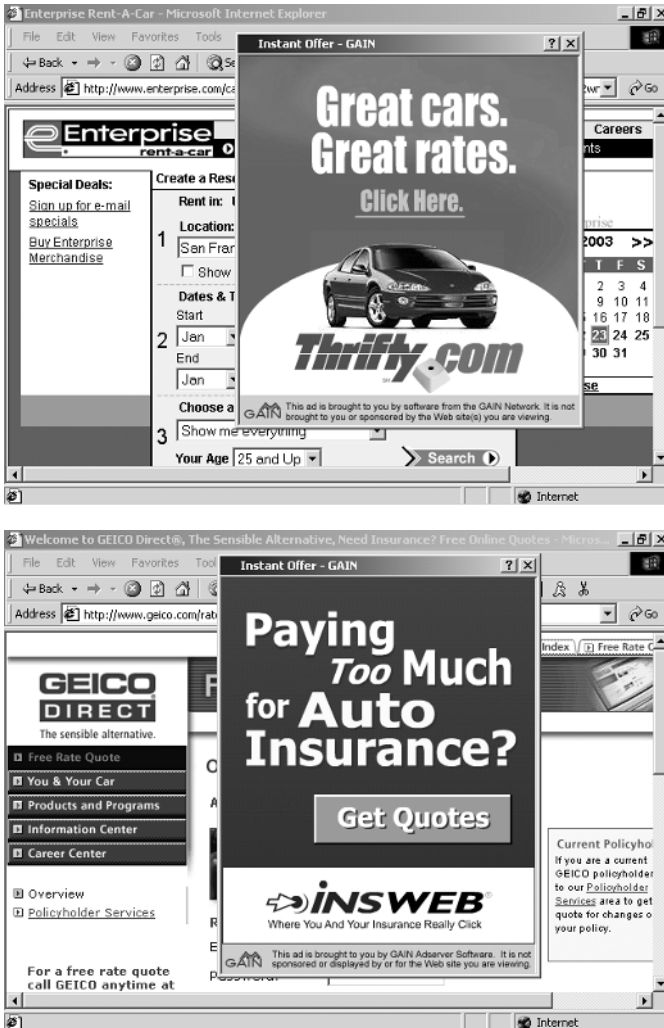 Enterprise Rent-A-Car - Microsoft Internet Explorer
File Edit View Favorites Tools
Back
Address http://www.enterprise.com/ca
Go
Instant Offer - GAIN
Great cars.
Great rates.
Click Here.
Thrifty.com
SM
GAIN This ad is brought to you by software from the GAIN Network. It is not
brought to you or sponsored by the Web site(s) you are viewing.
Enterprise
rent-a-car
Careers
Special Deals:
Sign up for e-mail
specials
Buy Enterprise
Merchandise
Create a Rese
Rent in:
1 Location:
San Fran
Show
Dates & T
Start
2 Jan
End
Jan
Choose a
3 Show me everything
Your Age 25 and Up
Search
2003 >>
T F S
2 3 4
9 10 11
16 17 18
23 24 25
30 31
Internet
Welcome to GEICO Direct®, The Sensible Alternative, Need Insurance? Free Online Quotes - Micros...
File Edit View Favorites Tool
Back
Address http://www.geico.com/rat
Go
Instant Offer - GAIN
Paying
Too Much
for Auto
Insurance?
Get Quotes
INSWEB®
Where You And Your Insurance Really Click
GAIN This ad is brought to you by GAIN Adserver Software. It is not
sponsored or displayed by or for the Web site you are viewing.
Index Free Rate
GEICO
DIRECT
The sensible alternative.
Free Rate Quote
You & Your Car
Products and Programs
Information Center
Career Center
Overview
Policyholder Services
For a free rate quote
call GEICO anytime at
Current Policyho
If you are a current
GEICO policyholder
to our Policyholder
Services area to get
quote for changes o
your policy.
Internet